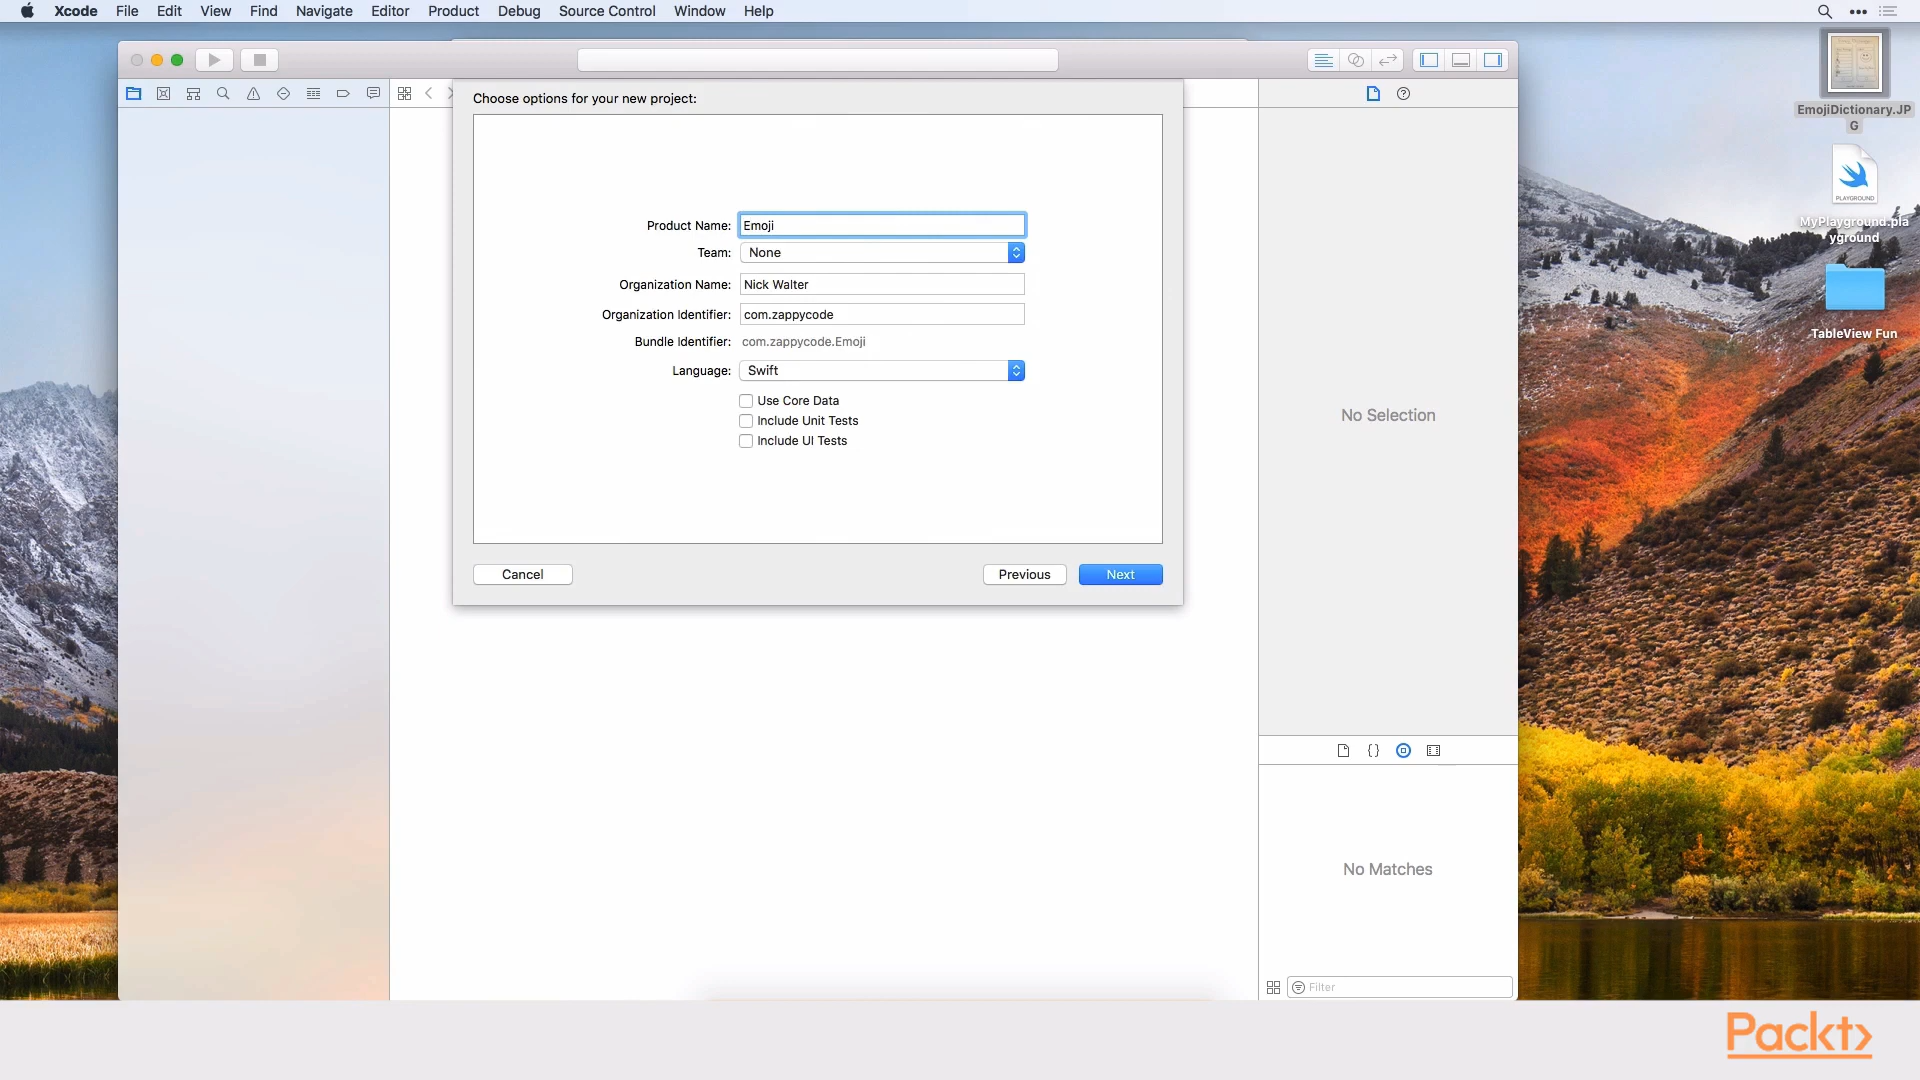 Xcode File Edit View Find Navigate Editor Product Debug Source Control Window Help
Choose options for your new project:
Product Name: Emoji
Team: None
Organization Name: Nick Walter
Organization Identifier: com.zappycode
Bundle Identifier: com.zappycode.Emoji
Language: Swift
Use Core Data
Include Unit Tests
Include UI Tests
Cancel Previous Next
No Selection
No Matches
Filter
EmojiDictionary.JP
G
PLAYGROUND
MyPlayground.pla
yground
TableView Fun
Packt